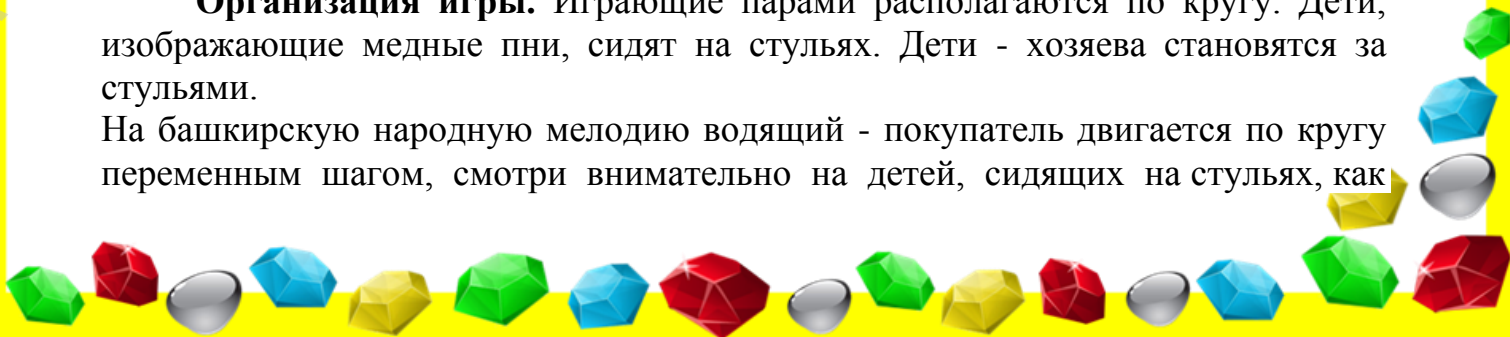 Организация игры. Играющие парами располагаются по кругу. Дети,
изображающие медные пни, сидят на стульях. Дети - хозяева становятся за
стульями.
На башкирскую народную мелодию водящий - покупатель двигается по кругу
переменным шагом, смотри внимательно на детей, сидящих на стульях, как